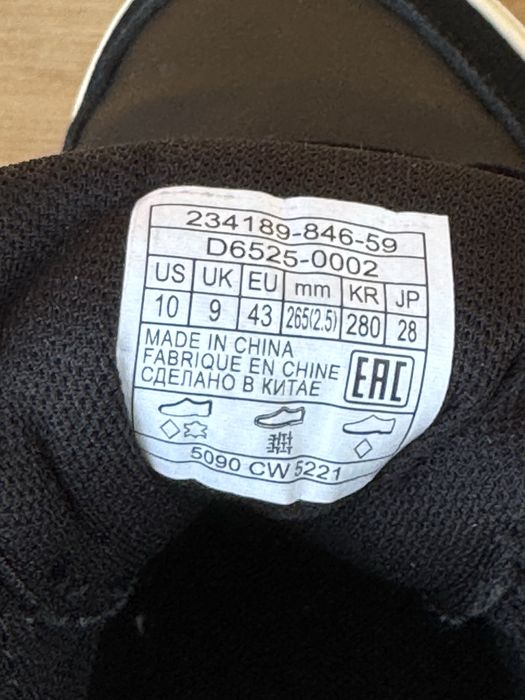 234189-846-59
D6525-0002
US UK EU mm KR JP
10 9 43 265(2.5) 280 28
MADE IN CHINA
FABRIQUE EN CHINE
СДЕЛАНО В КИТАЕ
EAC
5090 CW 5221